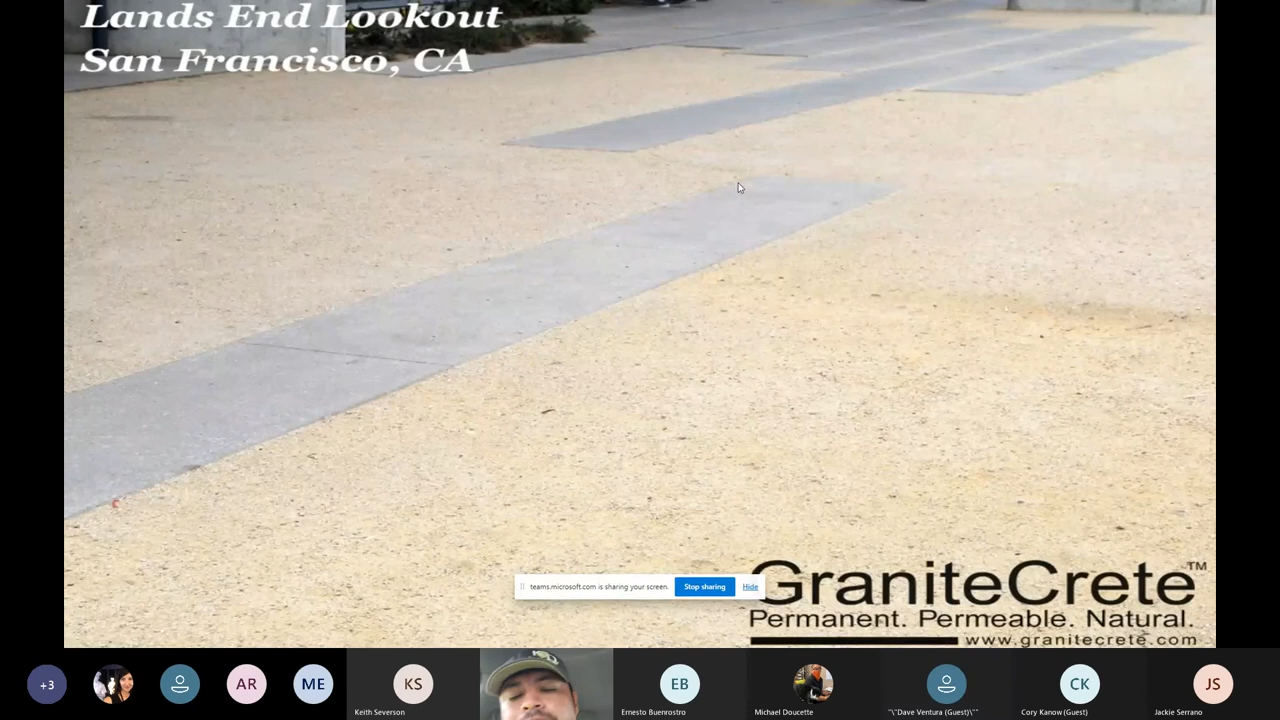 Lands End Lookout
San Francisco, CA
teams.microsoft.com is sharing your screen.
Stop sharing
Hide
GraniteCrete™
Permanent. Permeable. Natural.
www.granitecrete.com
+3
AR
ME
KS
EB
CK
JS
Keith Severson
Ernesto Buenrostro
Michael Doucette
"\"Dave Ventura (Guest)\""
Cory Kanow (Guest)
Jackie Serrano